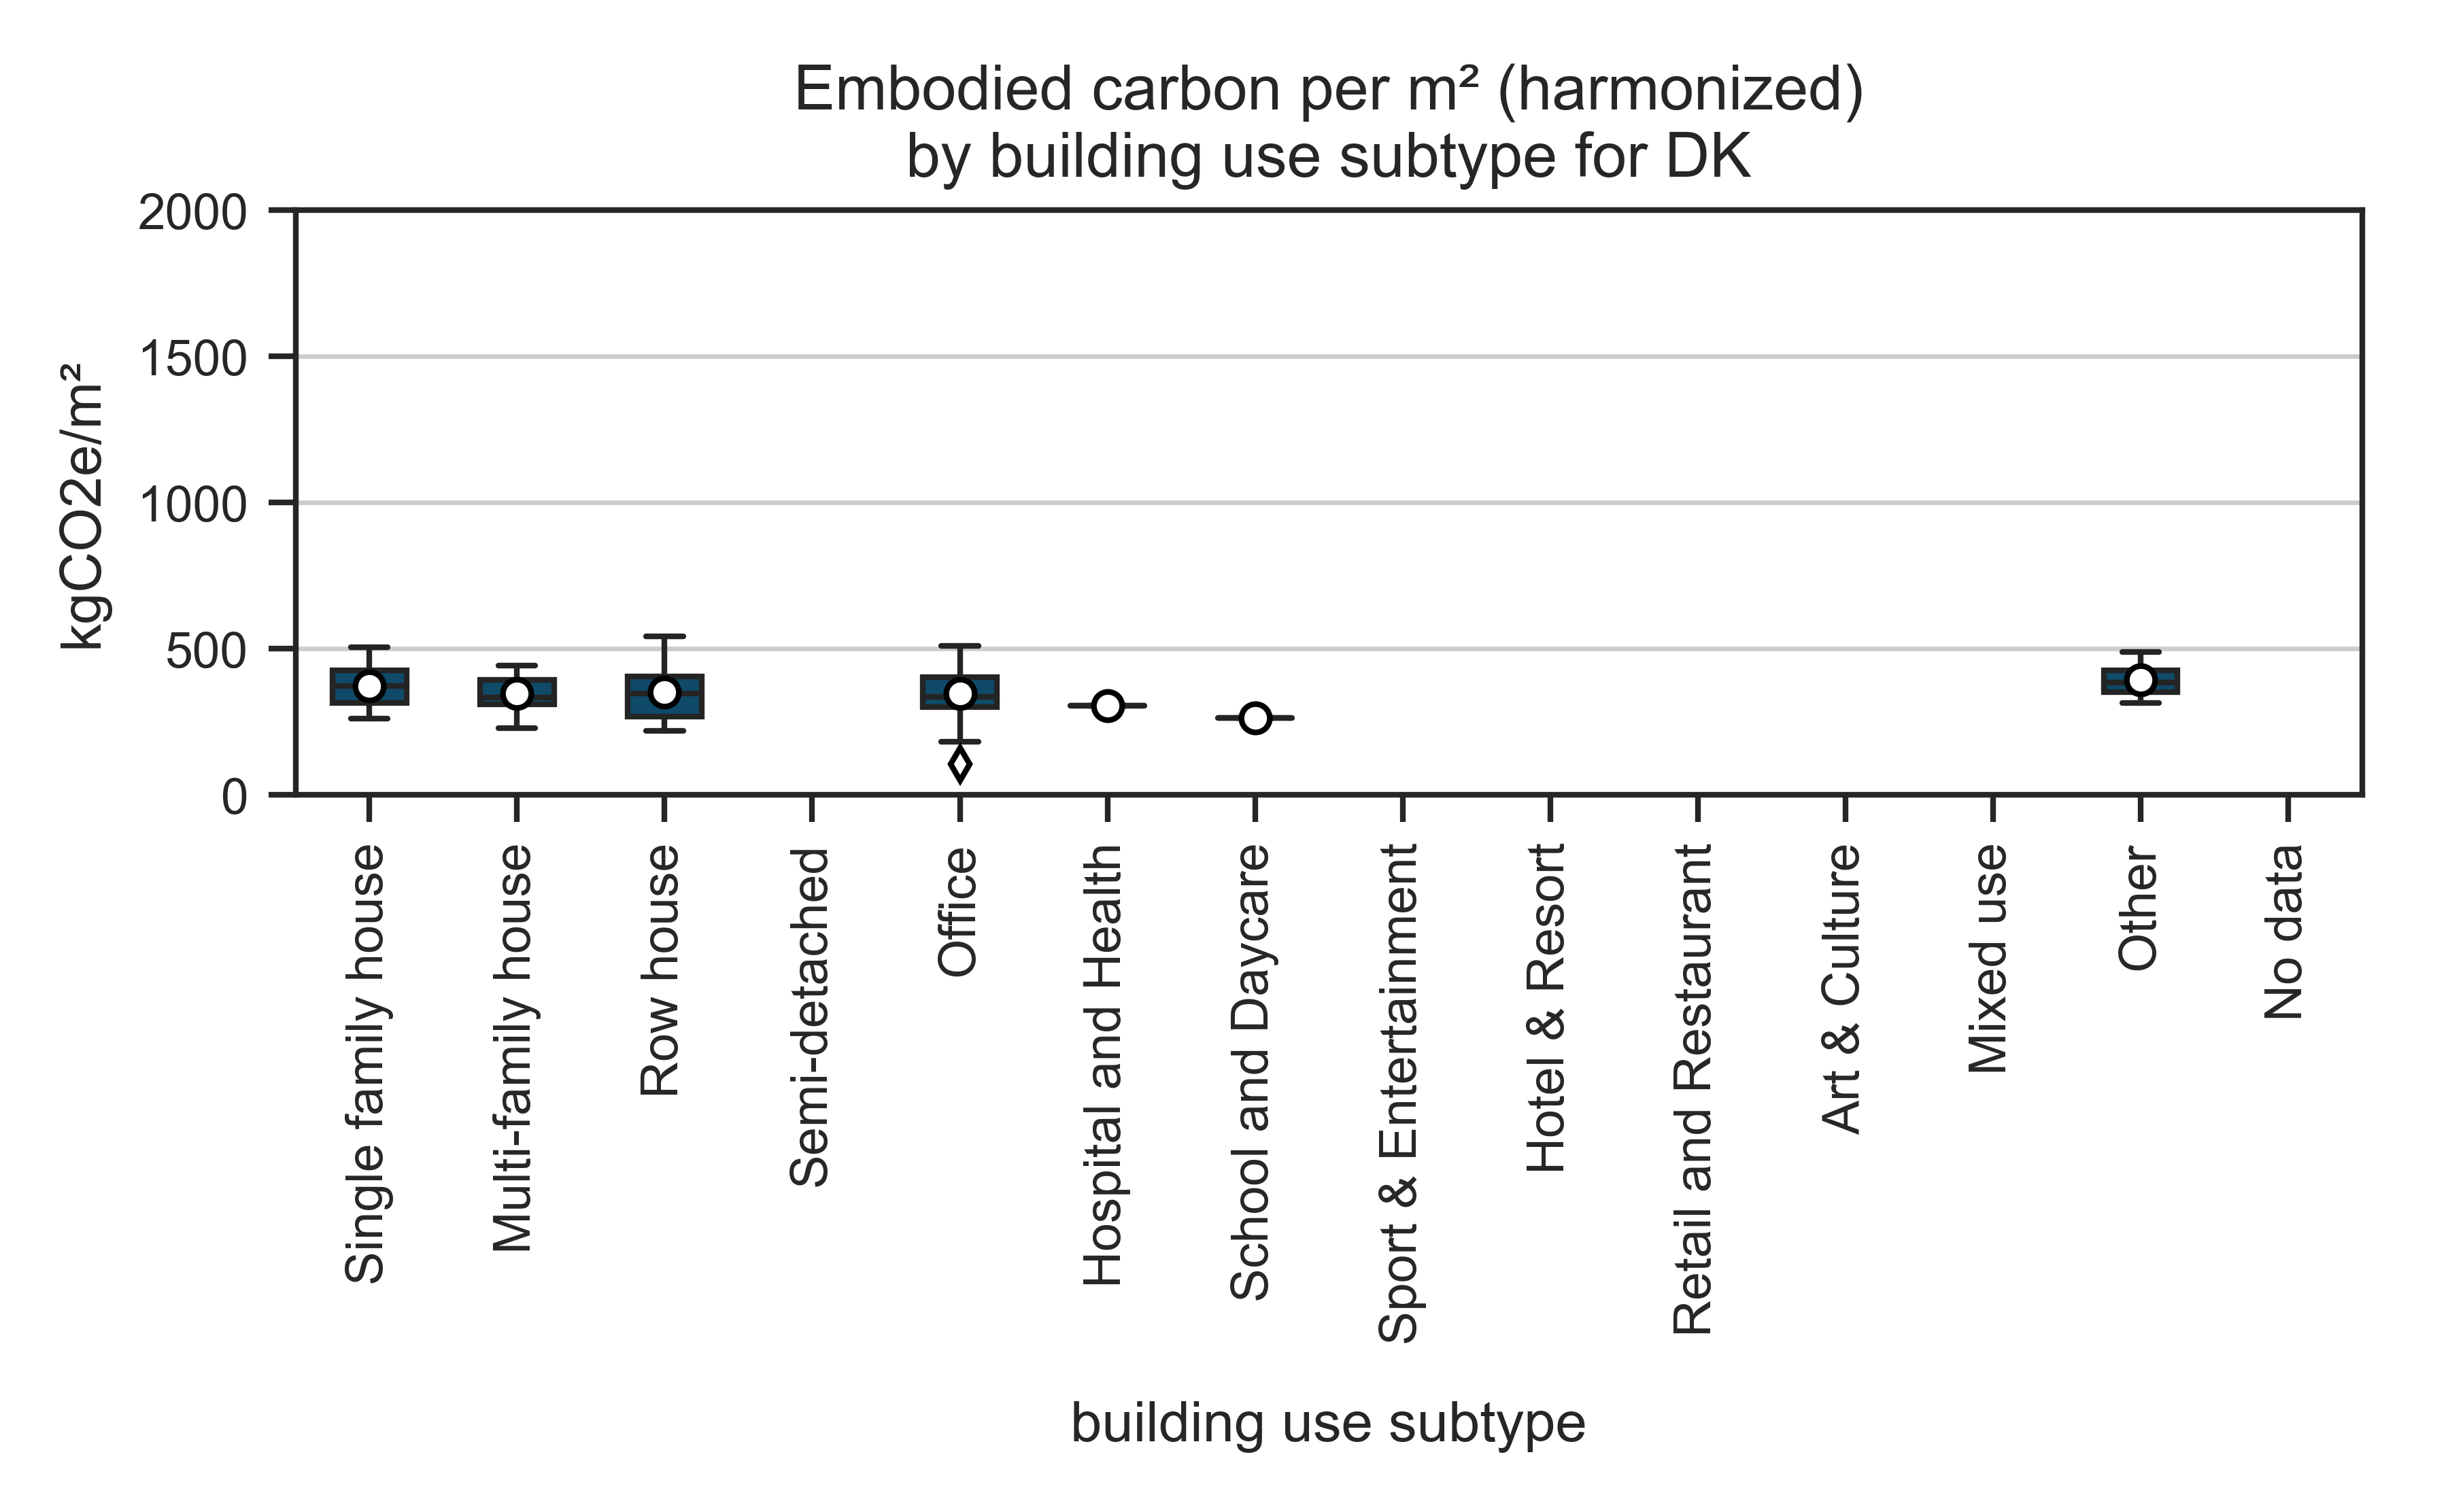 Embodied carbon per m² (harmonized)
by building use subtype for DK
kgCO2e/m²
2000
1500
1000
500
0
Single family house
Multi-family house
Row house
Semi-detached
Office
Hospital and Health
School and Daycare
Sport & Entertainment
Hotel & Resort
Retail and Restaurant
Art & Culture
Mixed use
Other
No data
building use subtype